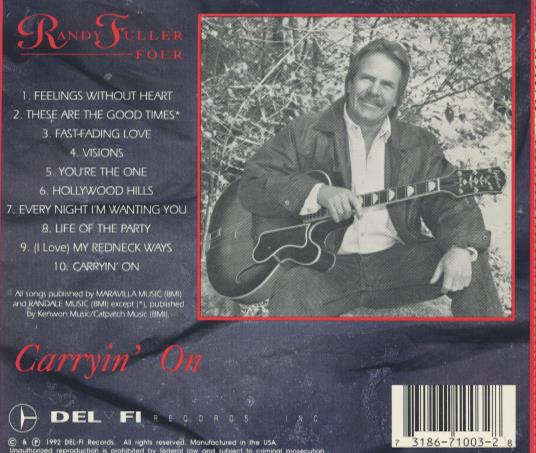 RANDY FULLER
FOUR
1. FEELINGS WITHOUT HEART
2. THESE ARE THE GOOD TIMES*
3. FAST-FADING LOVE
4. VISIONS
5. YOU'RE THE ONE
6. HOLLYWOOD HILLS
7. EVERY NIGHT I'M WANTING YOU
8. LIFE OF THE PARTY
9. (I Love) MY REDNECK WAYS
10. CARRYIN' ON
All songs published by MARAVILLA MUSIC (BMI)
and RANDALE MUSIC (BMI) except (*), published
by Kenwon Music/Catpatch Music (BMI)
Carryin' On
DEL FI RECORDS INC
© & ℗ 1992 DEL-FI Records. All rights reserved. Manufactured in the USA
Unauthorized reproduction is prohibited by federal law and subject to criminal prosecution
7 3186-71003-2 8